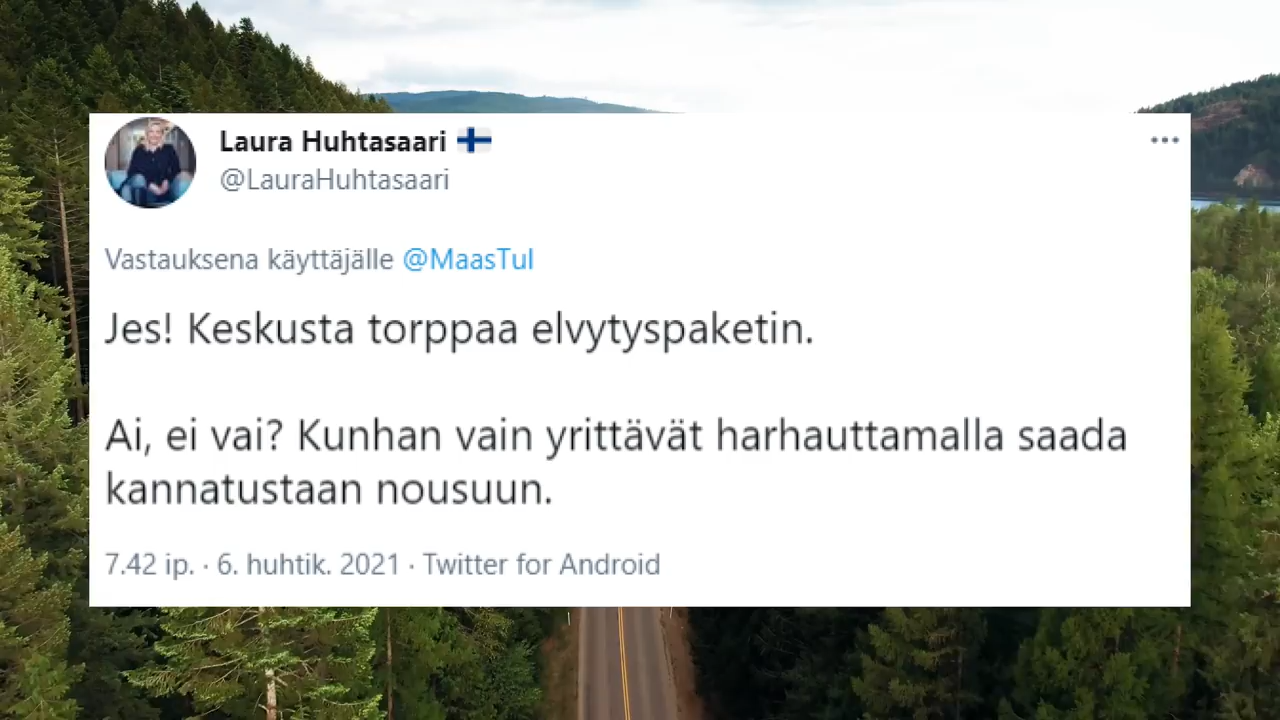 Laura Huhtasaari 🇫🇮
@LauraHuhtasaari
Vastauksena käyttäjälle @MaasTul
Jes! Keskusta torppaa elvytyspaketin.
Ai, ei vai? Kunhan vain yrittävät harhauttamalla saada
kannatustaan nousuun.
7.42 ip. · 6. huhtik. 2021 · Twitter for Android